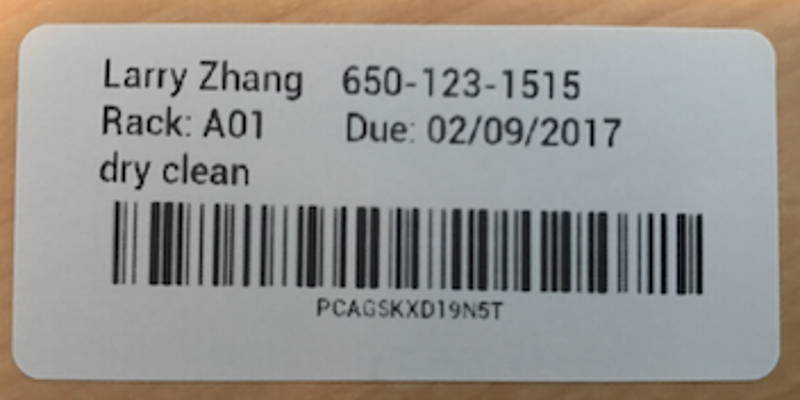 Larry Zhang 650-123-1515
Rack: A01 Due: 02/09/2017
dry clean
PCAGSKXD19N5T